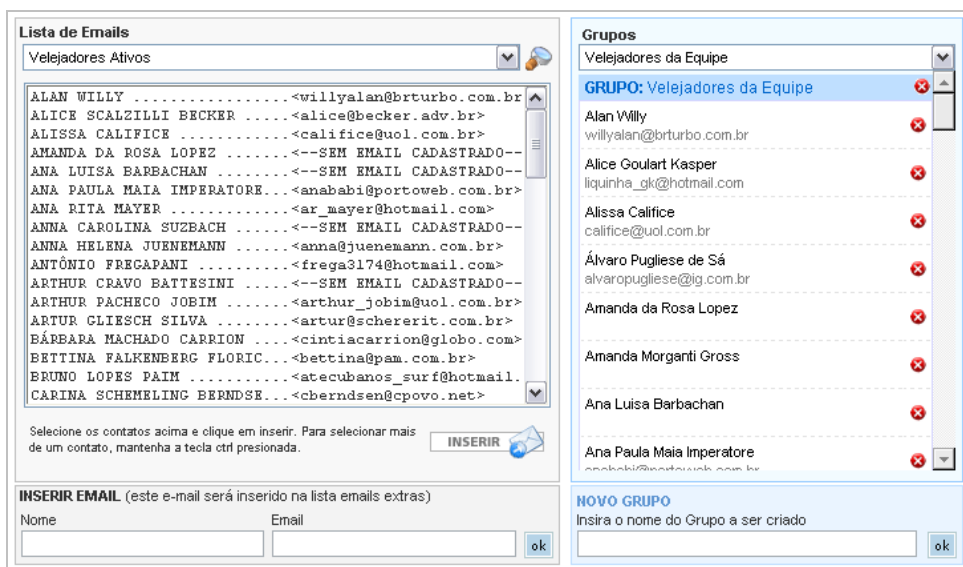 Lista de Emails
Velejadores Ativos
ALAN WILLY .................<willyalan@brturbo.com.br
ALICE SCALZILLI BECKER .....<alice@becker.adv.br>
ALISSA CALIFICE ............<califice@uol.com.br>
AMANDA DA ROSA LOPEZ .......<--SEM EMAIL CADASTRADO--
ANA LUISA BARBACHAN ........<--SEM EMAIL CADASTRADO--
ANA PAULA MAIA IMPERATORE...<anababi@portoweb.com.br>
ANA RITA MAYER .............<ar_mayer@hotmail.com>
ANNA CAROLINA SUZBACH ......<--SEM EMAIL CADASTRADO--
ANNA HELENA JUENEMANN ......<anna@juenemann.com.br>
ANTÔNIO FREGAPANI ..........<frega3174@hotmail.com>
ARTHUR CRAVO BATTESINI .....<--SEM EMAIL CADASTRADO--
ARTHUR PACHECO JOBIM .......<arthur_jobim@uol.com.br>
ARTUR GLIESCH SILVA ........<artur@schererit.com.br>
BÁRBARA MACHADO CARRION ....<cintiacarrion@globo.com>
BETTINA FALKENBERG FLORIC...<bettina@pam.com.br>
BRUNO LOPES PAIM ...........<atecubanos_surf@hotmail.
CARINA SCHEMELING BERNDSE...<cberndsen@cpovo.net>
Selecione os contatos acima e clique em inserir. Para selecionar mais
de um contato, mantenha a tecla ctrl presionada.
INSERIR
INSERIR EMAIL (este e-mail será inserido na lista emails extras)
Nome Email
ok
Grupos
Velejadores da Equipe
GRUPO: Velejadores da Equipe
Alan Willy
willyalan@brturbo.com.br
Alice Goulart Kasper
liquinha_gk@hotmail.com
Alissa Califice
califice@uol.com.br
Álvaro Pugliese de Sá
alvaropugliese@ig.com.br
Amanda da Rosa Lopez
Amanda Morganti Gross
Ana Luisa Barbachan
Ana Paula Maia Imperatore
NOVO GRUPO
Insira o nome do Grupo a ser criado
ok